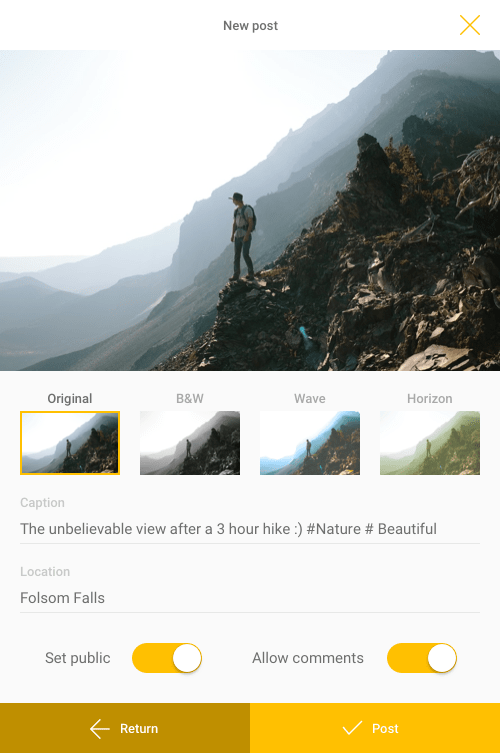 New post
Original B&W Wave Horizon
Caption
The unbelievable view after a 3 hour hike :) #Nature # Beautiful
Location
Folsom Falls
Set public Allow comments
Return Post